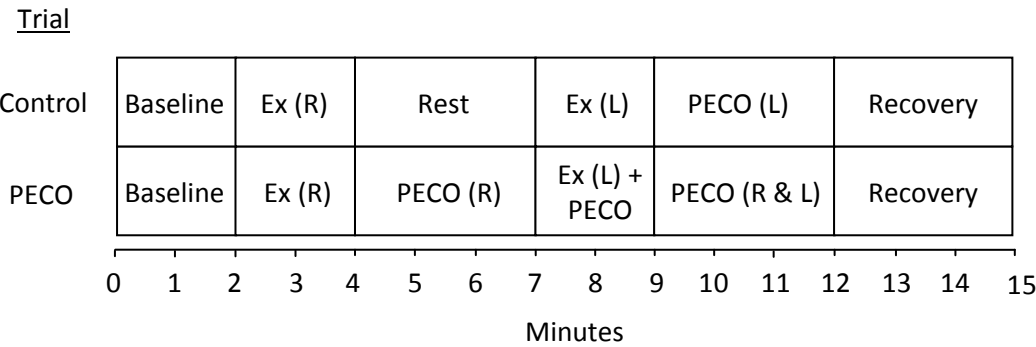 Trial
Control Baseline Ex (R) Rest Ex (L) PECO (L) Recovery
PECO Baseline Ex (R) PECO (R) Ex (L) + PECO PECO (R & L) Recovery
0 1 2 3 4 5 6 7 8 9 10 11 12 13 14 15
Minutes